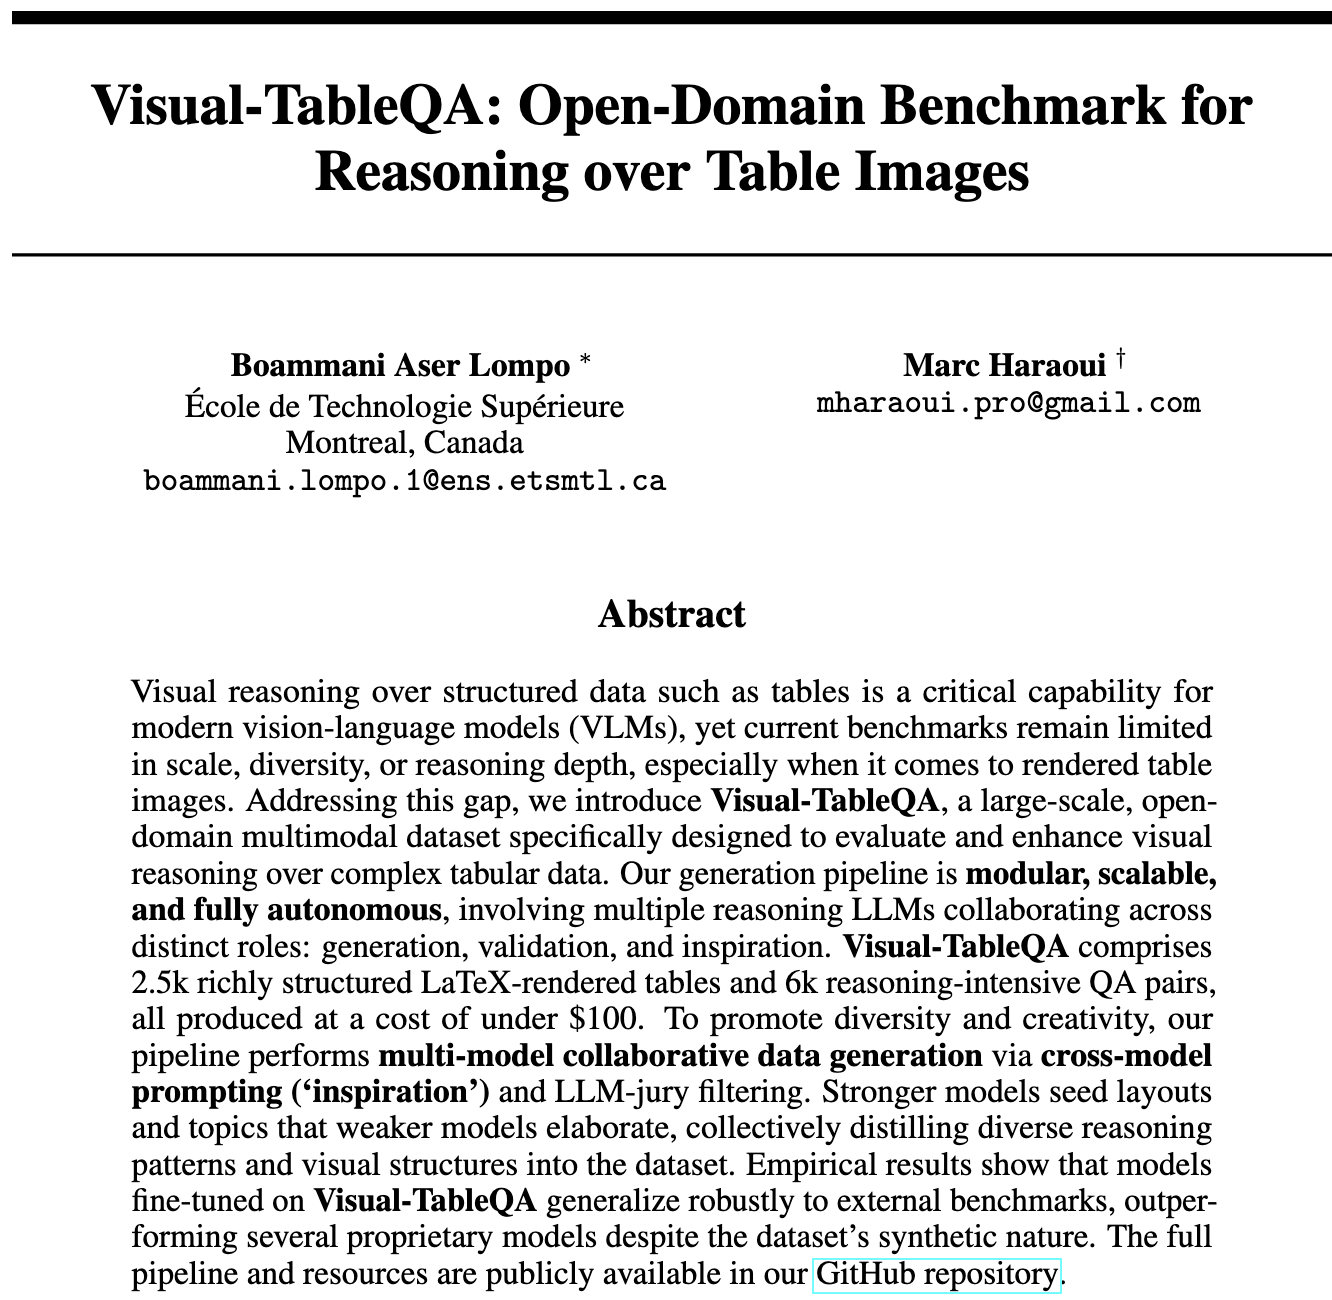 Visual-TableQA: Open-Domain Benchmark for
Reasoning over Table Images
Boammani Aser Lompo *
École de Technologie Supérieure
Montreal, Canada
boammani.lompo.1@ens.etsmtl.ca
Marc Haraoui †
mharaoui.pro@gmail.com
Abstract
Visual reasoning over structured data such as tables is a critical capability for
modern vision-language models (VLMs), yet current benchmarks remain limited
in scale, diversity, or reasoning depth, especially when it comes to rendered table
images. Addressing this gap, we introduce Visual-TableQA, a large-scale, open-
domain multimodal dataset specifically designed to evaluate and enhance visual
reasoning over complex tabular data. Our generation pipeline is modular, scalable,
and fully autonomous, involving multiple reasoning LLMs collaborating across
distinct roles: generation, validation, and inspiration. Visual-TableQA comprises
2.5k richly structured LaTeX-rendered tables and 6k reasoning-intensive QA pairs,
all produced at a cost of under $100. To promote diversity and creativity, our
pipeline performs multi-model collaborative data generation via cross-model
prompting (‘inspiration’) and LLM-jury filtering. Stronger models seed layouts
and topics that weaker models elaborate, collectively distilling diverse reasoning
patterns and visual structures into the dataset. Empirical results show that models
fine-tuned on Visual-TableQA generalize robustly to external benchmarks, outper-
forming several proprietary models despite the dataset’s synthetic nature. The full
pipeline and resources are publicly available in our GitHub repository.